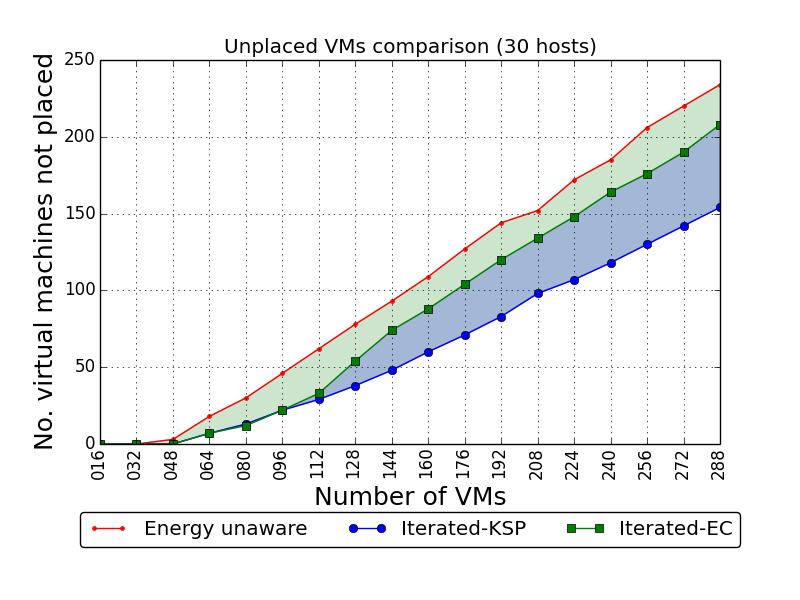 Unplaced VMs comparison (30 hosts)
No. virtual machines not placed
250
200
150
100
50
0
016 032 048 064 080 096 112 128 144 160 176 192 208 224 240 256 272 288
Number of VMs
Energy unaware Iterated-KSP Iterated-EC